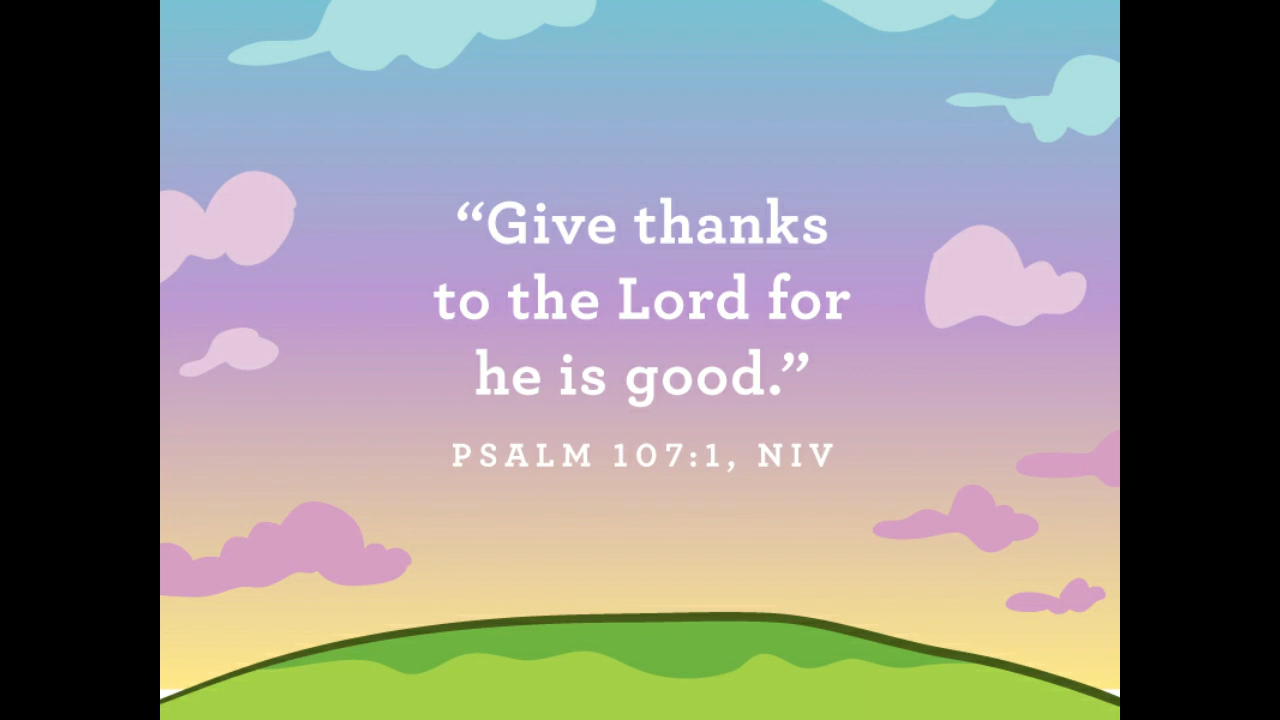 “Give thanks
to the Lord for
he is good.”
PSALM 107:1, NIV